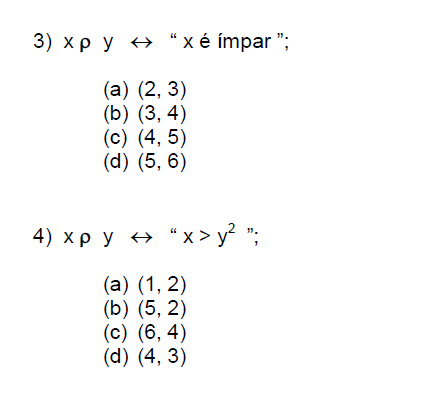 3) x ρ y ↔ “ x é ímpar ”;
(a) (2, 3)
(b) (3, 4)
(c) (4, 5)
(d) (5, 6)
4) x ρ y ↔ “ x > y² ”;
(a) (1, 2)
(b) (5, 2)
(c) (6, 4)
(d) (4, 3)